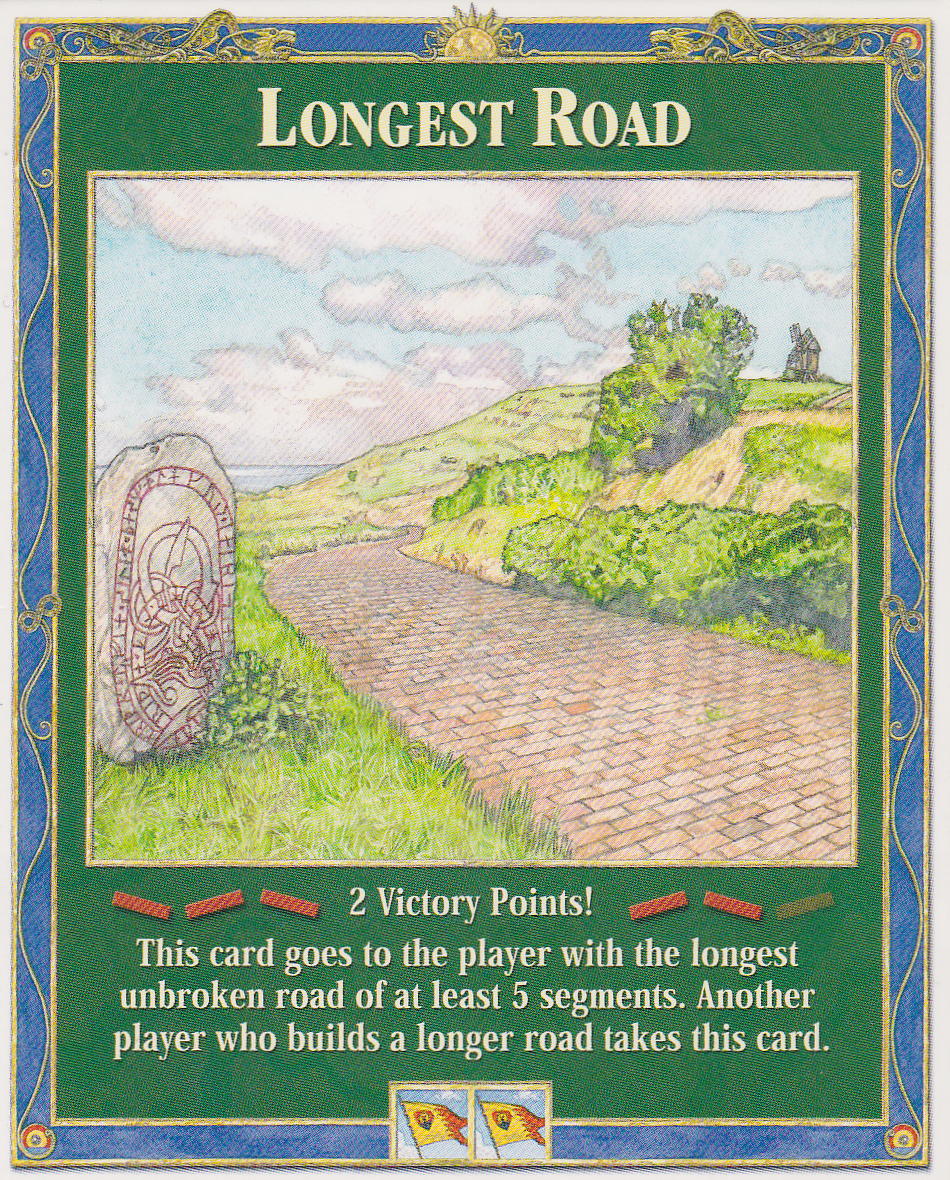 LONGEST ROAD
2 Victory Points!
This card goes to the player with the longest
unbroken road of at least 5 segments. Another
player who builds a longer road takes this card.